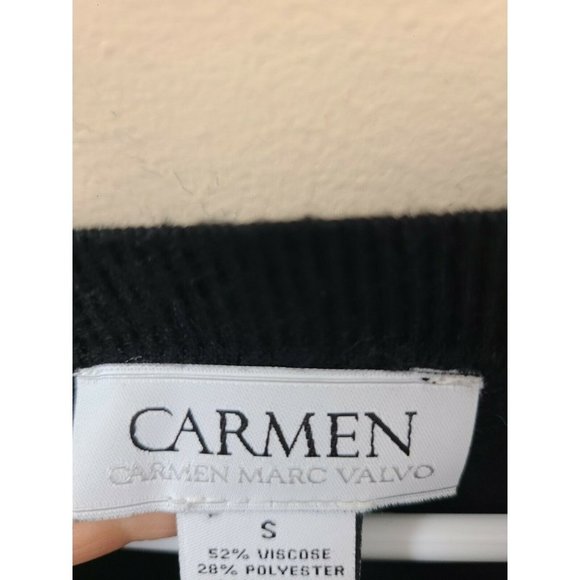 CARMEN
CARMEN MARC VALVO
S
52% VISCOSE
28% POLYESTER